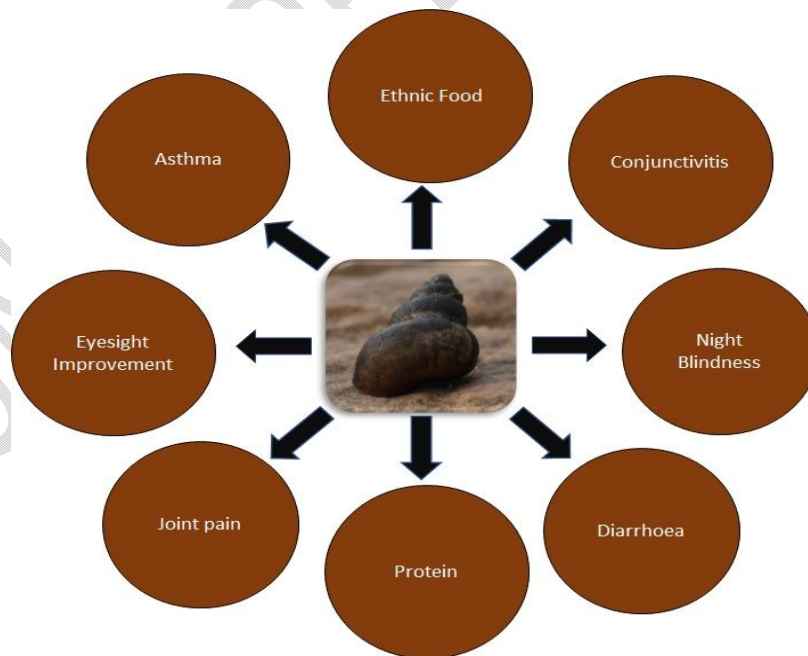 Ethnic Food
Asthma
Conjunctivitis
Eyesight
Improvement
Night
Blindness
Joint pain
Diarrhoea
Protein